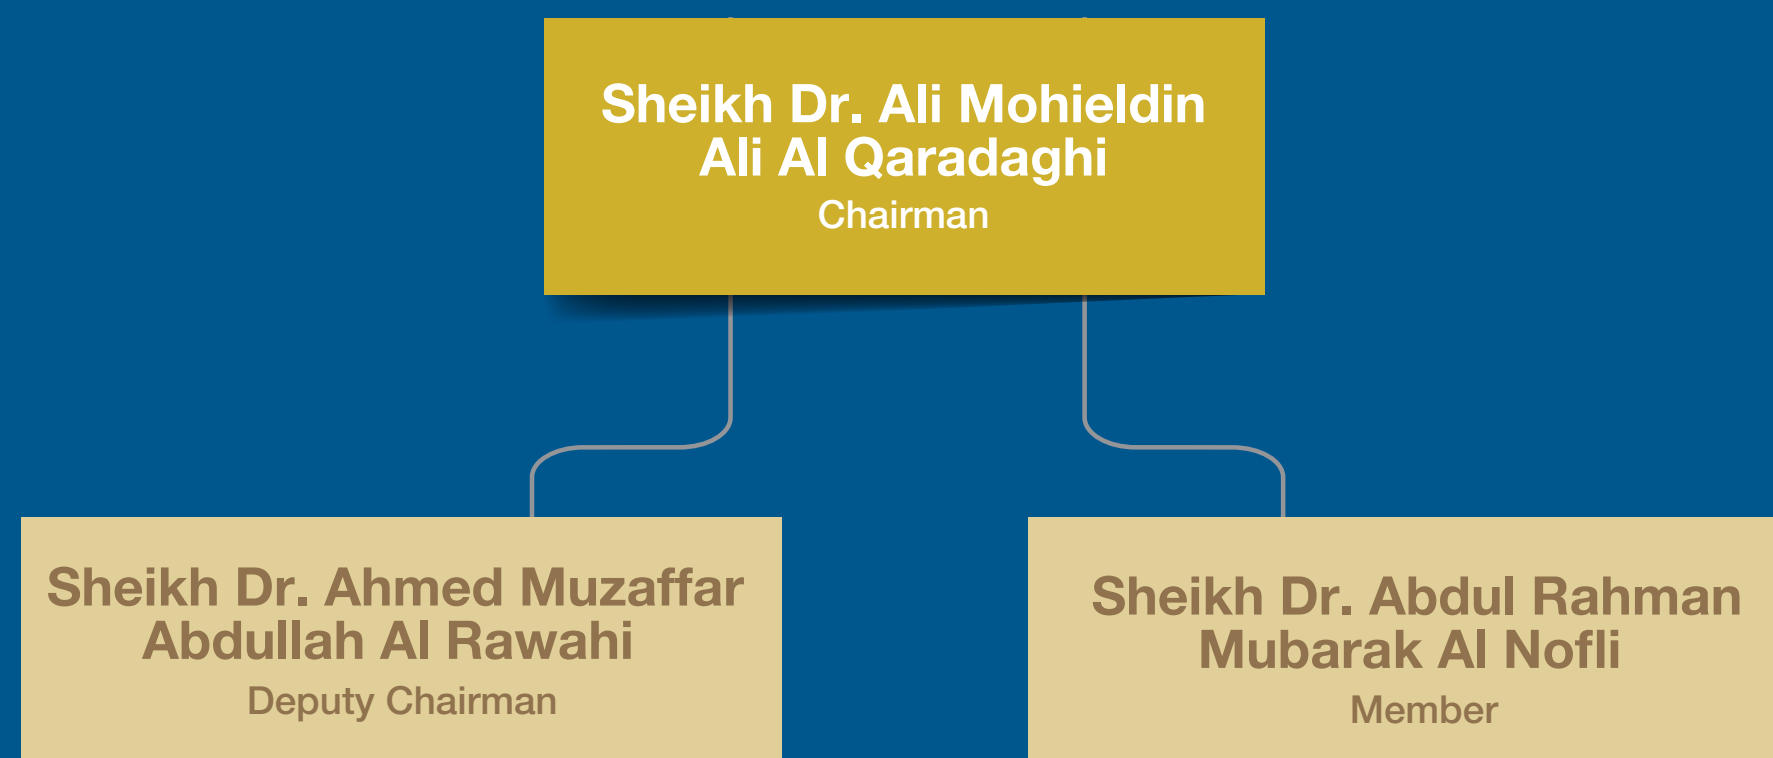 Sheikh Dr. Ali Mohieldin
Ali Al Qaradaghi
Chairman
Sheikh Dr. Ahmed Muzaffar
Abdullah Al Rawahi
Deputy Chairman
Sheikh Dr. Abdul Rahman
Mubarak Al Nofli
Member